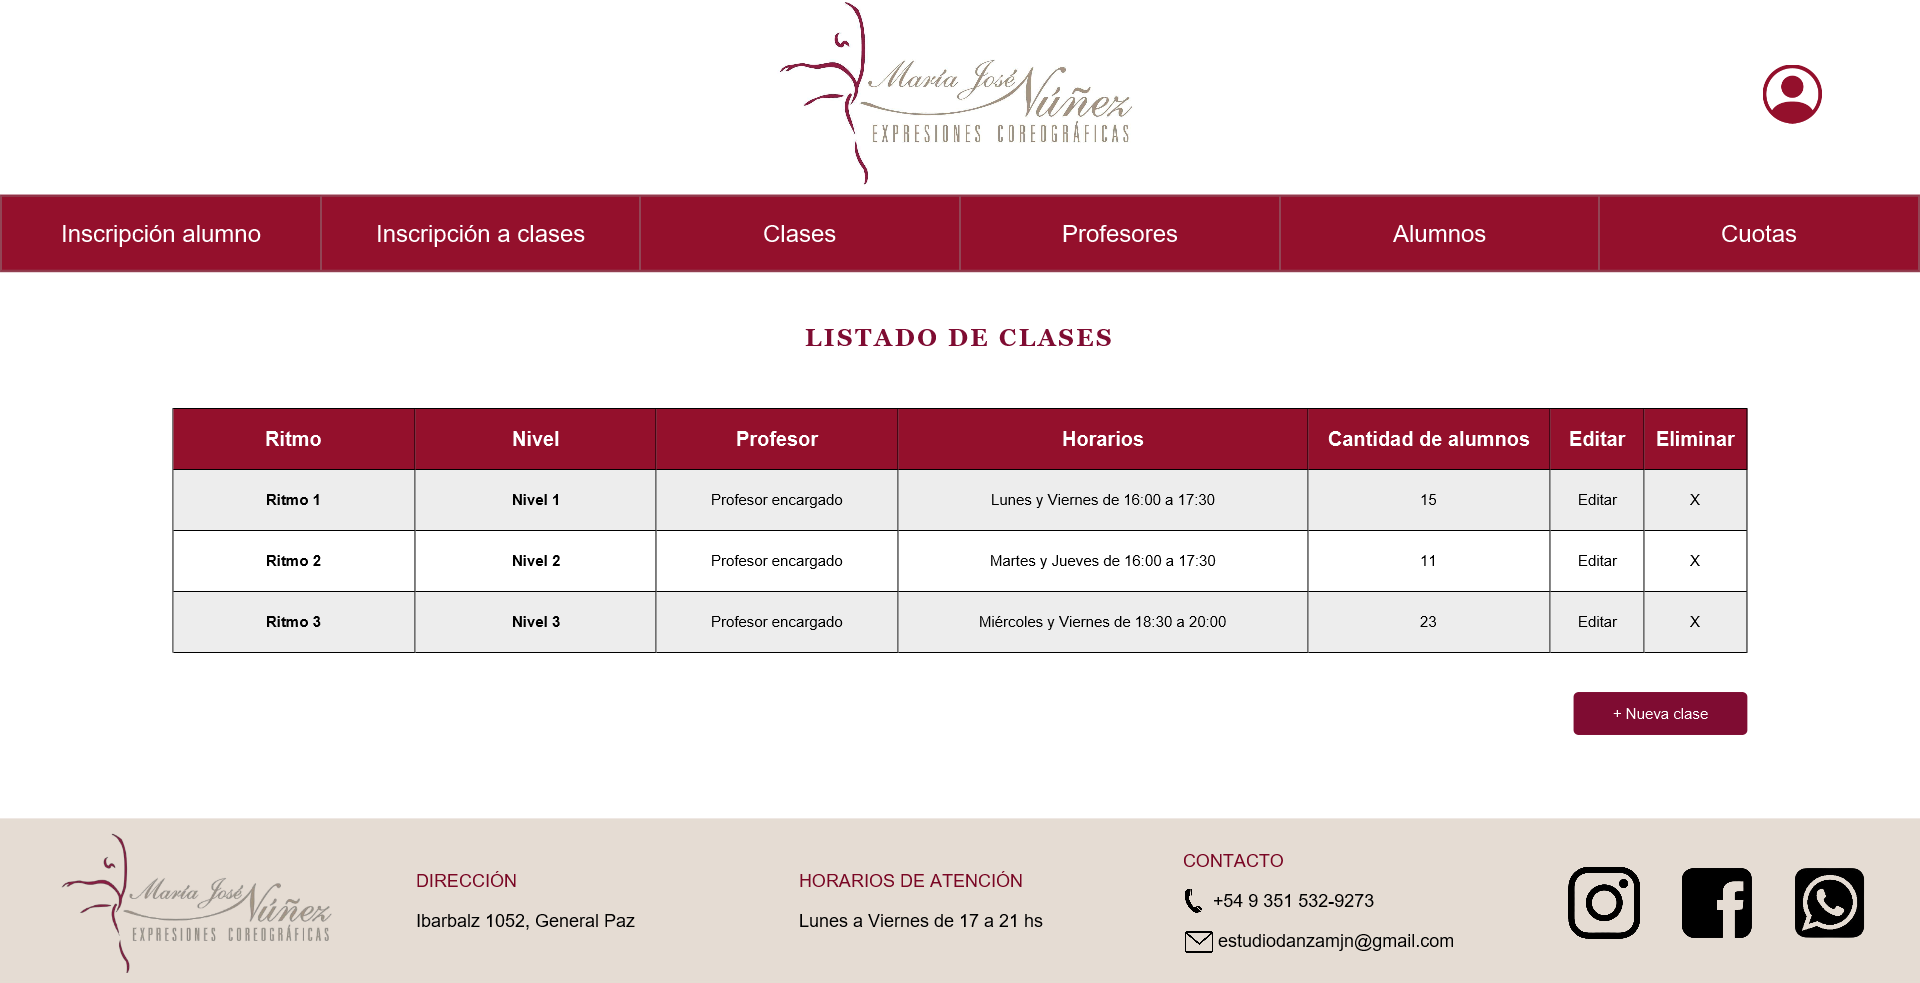 María José Núñez
EXPRESIONES COREOGRÁFICAS
Inscripción alumno Inscripción a clases Clases Profesores Alumnos Cuotas
LISTADO DE CLASES
Ritmo Nivel Profesor Horarios Cantidad de alumnos Editar Eliminar
Ritmo 1 Nivel 1 Profesor encargado Lunes y Viernes de 16:00 a 17:30 15 Editar X
Ritmo 2 Nivel 2 Profesor encargado Martes y Jueves de 16:00 a 17:30 11 Editar X
Ritmo 3 Nivel 3 Profesor encargado Miércoles y Viernes de 18:30 a 20:00 23 Editar X
+ Nueva clase
María José Núñez
EXPRESIONES COREOGRÁFICAS
DIRECCIÓN
Ibarbalz 1052, General Paz
HORARIOS DE ATENCIÓN
Lunes a Viernes de 17 a 21 hs
CONTACTO
+54 9 351 532-9273
estudiodanzamjn@gmail.com